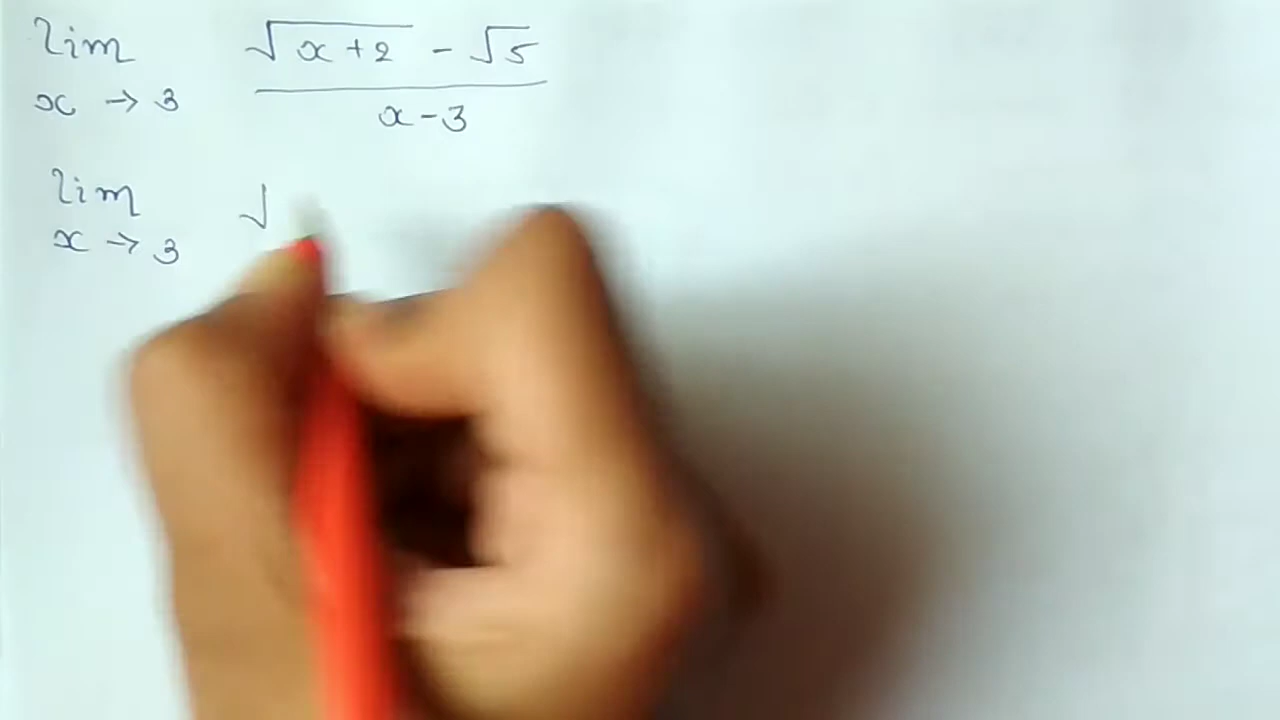 lim √x+2 - √5
x → 3 x-3
lim √
x → 3